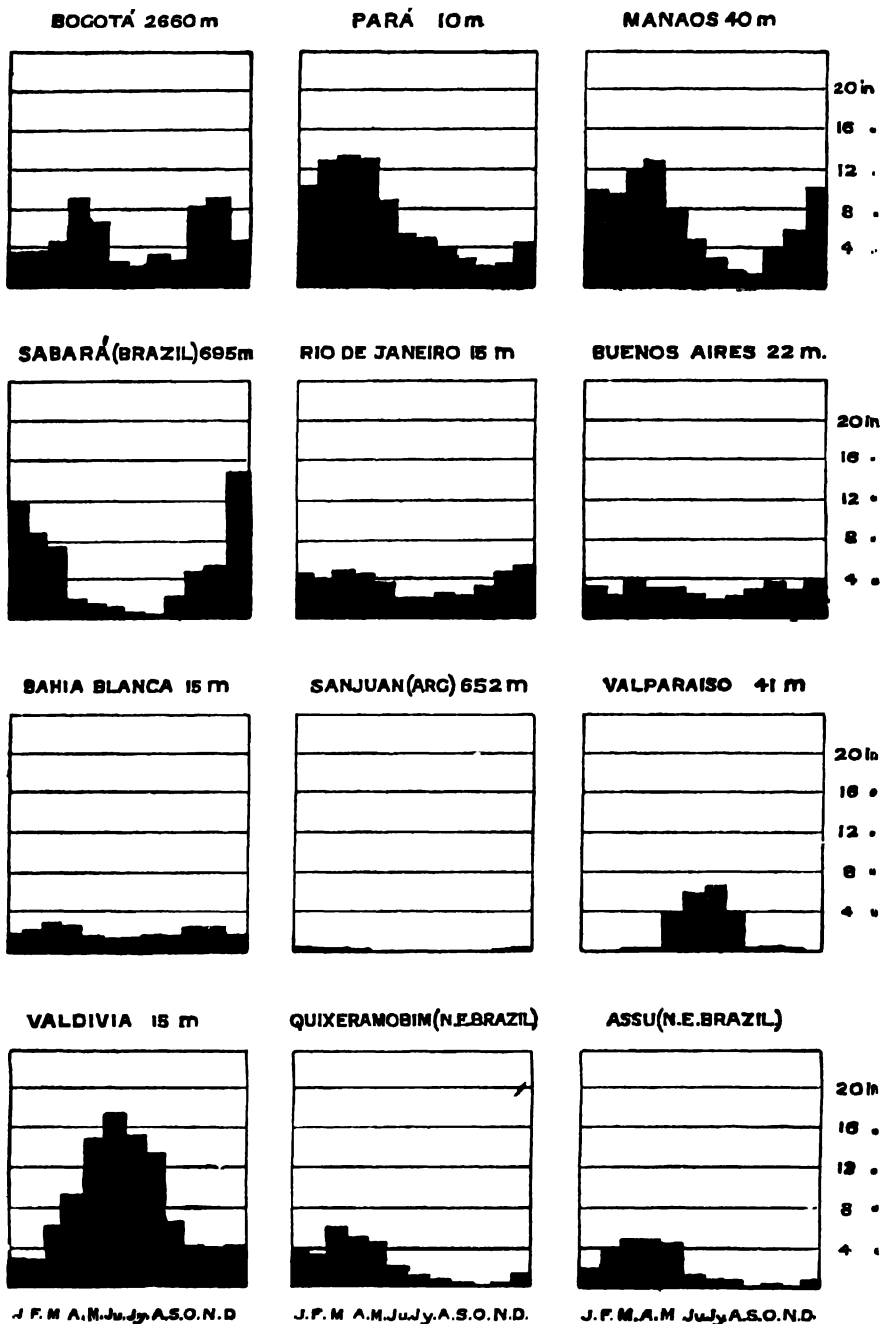 BOGOTÁ 2660 m
PARÁ 10 m
MANAOS 40 m
20 in
16 "
12 "
8 "
4 "
SABARÁ (BRAZIL) 695 m
RIO DE JANEIRO 15 m
BUENOS AIRES 22 m.
20 in
16 "
12 "
8 "
4 "
BAHIA BLANCA 15 m
SANJUAN (ARG) 652 m
VALPARAISO 41 m
20 in
16 "
12 "
8 "
4 "
VALDIVIA 15 m
QUIXERAMOBIM (N.E.BRAZIL)
ASSU (N.E.BRAZIL)
20 in
16 "
12 "
8 "
4 "
J F. M A. M. Ju. Jy. A.S.O. N. D
J. F. M A.M. Ju.Jy. A.S.O. N.D.
J. F. M.A.M Ju.Jy. A.S.O. N.D.